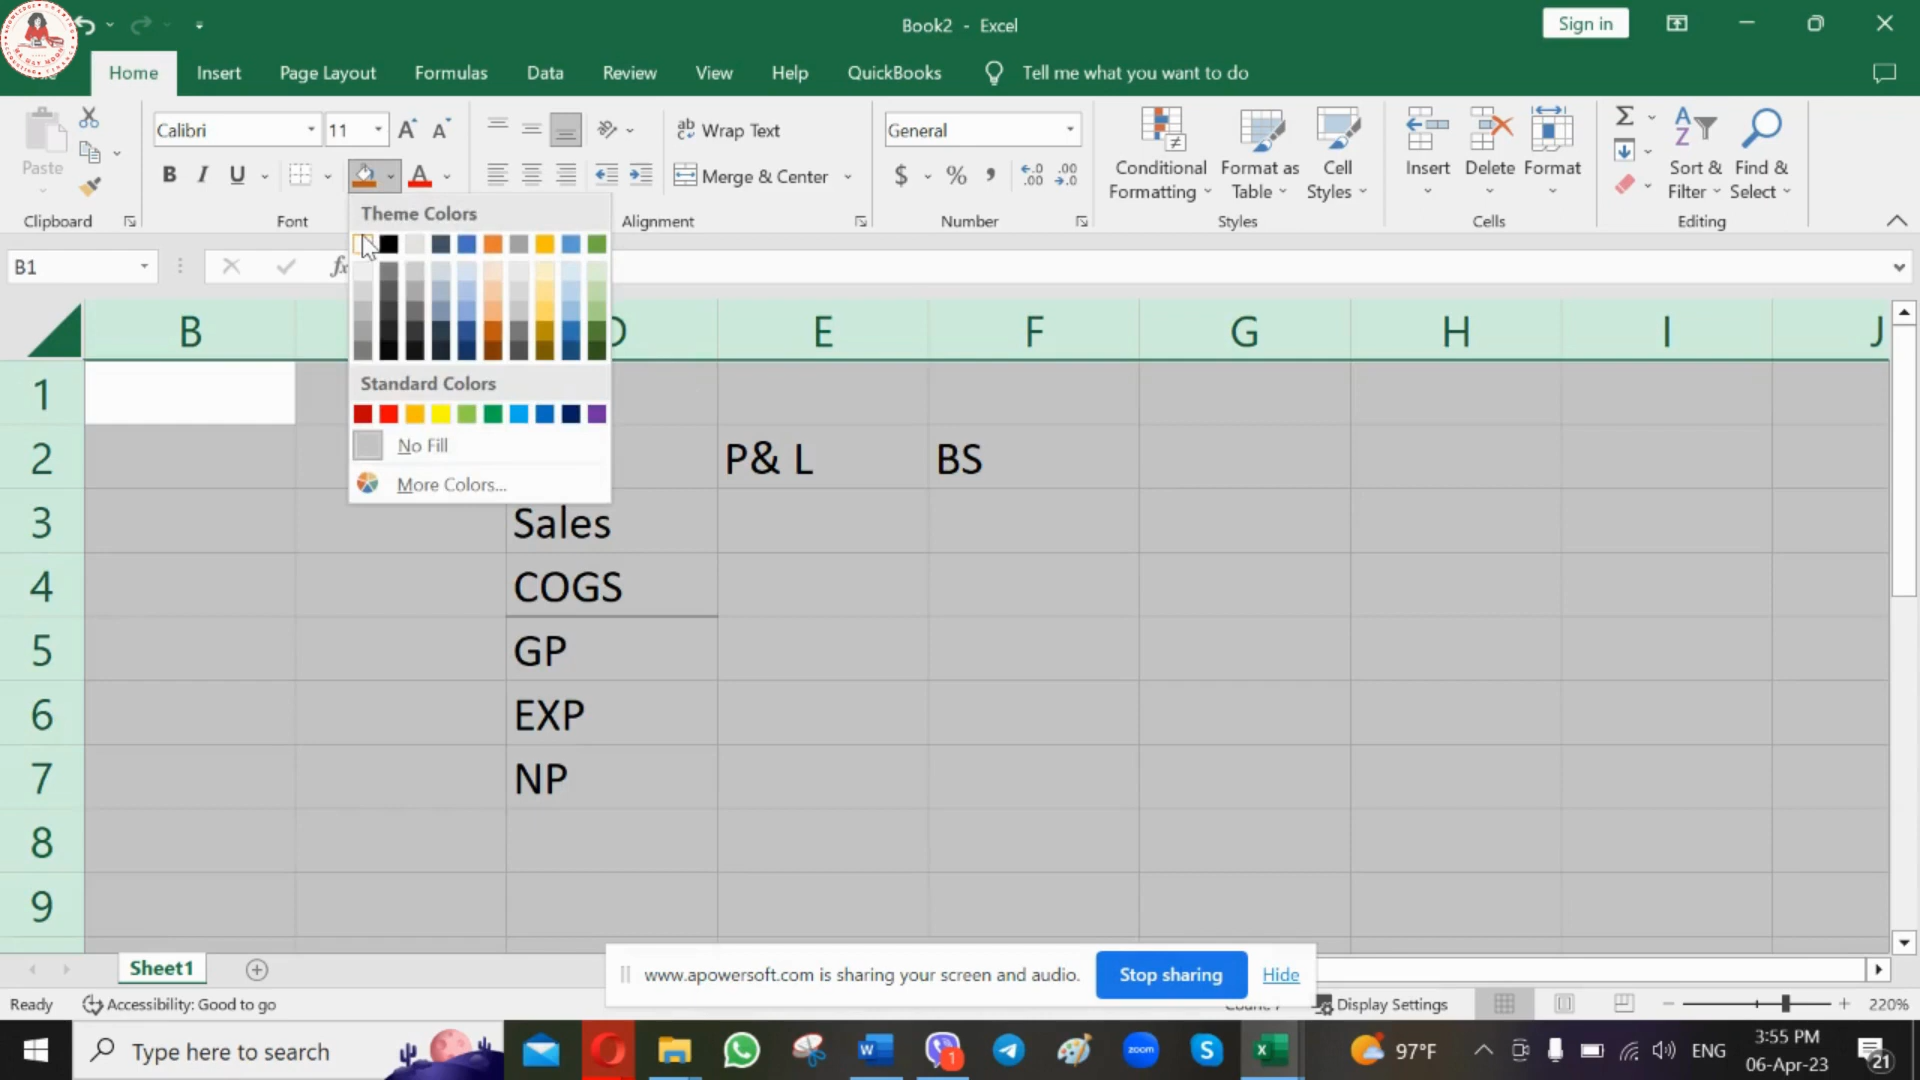 Book2 - Excel
Sign in
Home
Insert
Page Layout
Formulas
Data
Review
View
Help
QuickBooks
Tell me what you want to do
Paste
Calibri
11
Wrap Text
General
Conditional Formatting
Format as Table
Cell Styles
Insert
Delete
Format
Sort & Filter
Find & Select
B I U
A
Merge & Center
$ % ,
Clipboard
Font
Alignment
Number
Styles
Cells
Editing
Theme Colors
B1
fx
B
D
E
F
G
H
I
J
Standard Colors
No Fill
More Colors...
1
2
P& L
BS
3
Sales
4
COGS
5
GP
6
EXP
7
NP
8
9
Sheet1
www.apowersoft.com is sharing your screen and audio.
Stop sharing
Hide
Ready
Accessibility: Good to go
Display Settings
220%
Type here to search
zoom
1
97°F
ENG
3:55 PM
06-Apr-23
21